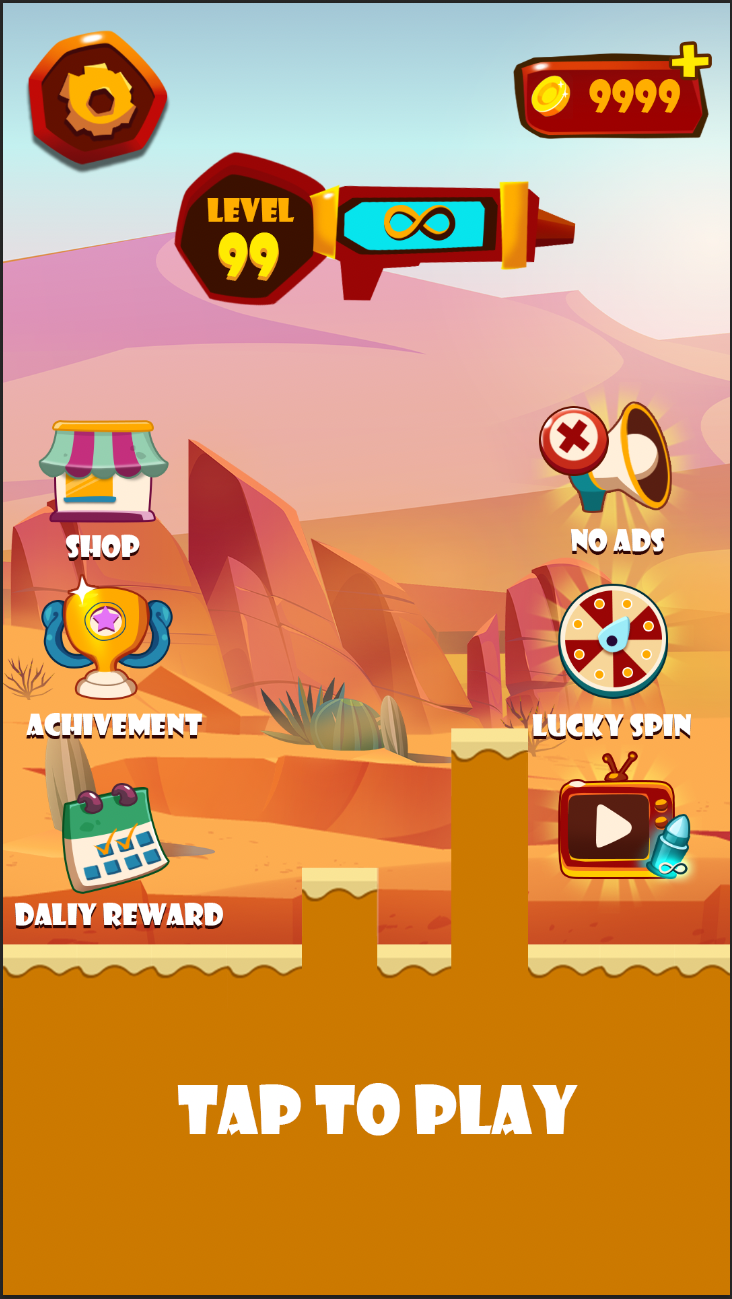 9999
LEVEL
99
SHOP
NO ADS
ACHIVEMENT
LUCKY SPIN
DALIY REWARD
TAP TO PLAY